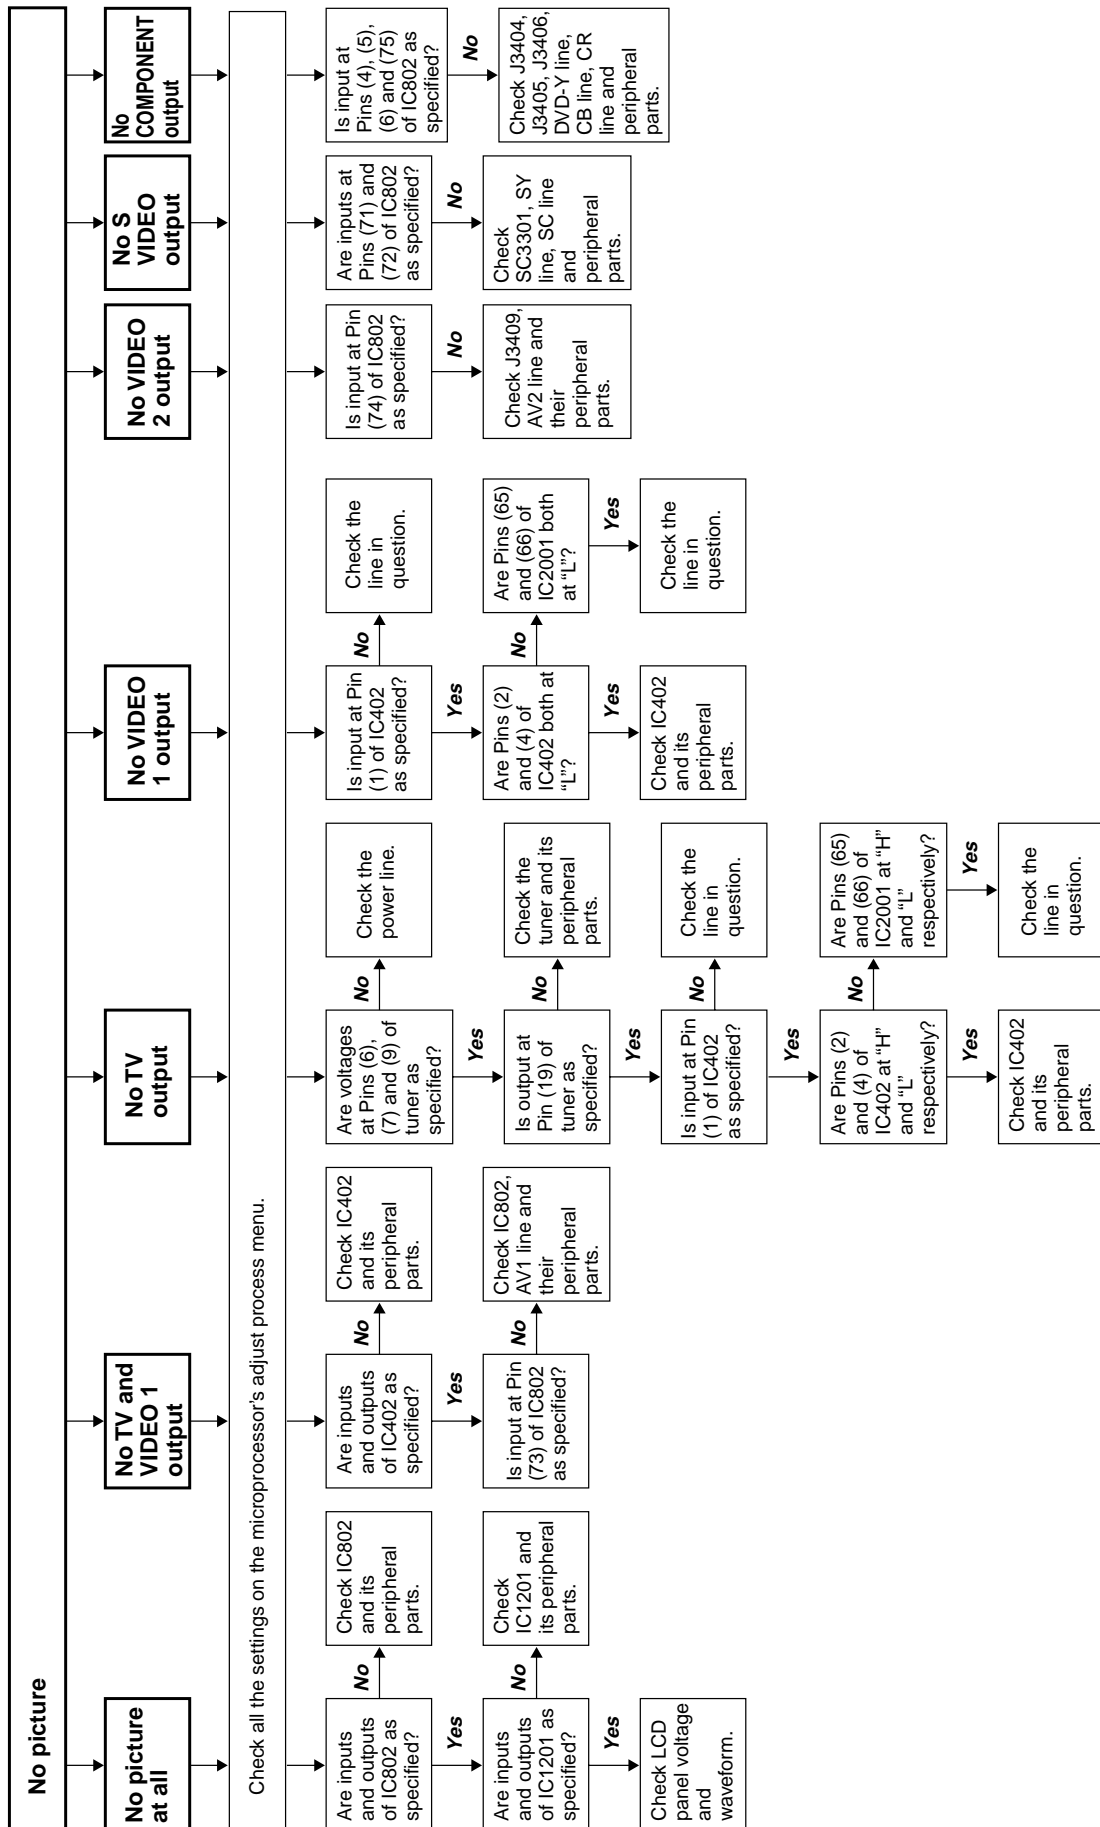 No picture
No picture
at all
No TV and
VIDEO 1
output
No TV
output
No VIDEO
1 output
No VIDEO
2 output
No S
VIDEO
output
No
COMPONENT
output
Check all the settings on the microprocessor's adjust process menu.
Are inputs
and outputs
of IC802 as
specified?
No
Check IC802
and its
peripheral
parts.
Yes
Are inputs
and outputs
of IC1201 as
specified?
No
Check
IC1201 and
its peripheral
parts.
Yes
Check LCD
panel voltage
and
waveform.
Are inputs
and outputs
of IC402 as
specified?
No
Check IC402
and its
peripheral
parts.
Yes
Is input at Pin
(73) of IC802
as specified?
No
Check IC802,
AV1 line and
their
peripheral
parts.
Are voltages
at Pins (6),
(7) and (9) of
tuner as
specified?
No
Check the
power line.
Yes
Is output at
Pin (19) of
tuner as
specified?
No
Check the
tuner and its
peripheral
parts.
Yes
Is input at Pin
(1) of IC402
as specified?
No
Check the
line in
question.
Yes
Are Pins (2)
and (4) of
IC402 at “H”
and “L”
respectively?
No
Are Pins (65)
and (66) of
IC2001 at “H”
and “L”
respectively?
Yes
Check IC402
and its
peripheral
parts.
Yes
Check the
line in
question.
Is input at Pin
(1) of IC402
as specified?
No
Check the
line in
question.
Yes
Are Pins (2)
and (4) of
IC402 both at
“L”?
No
Are Pins (65)
and (66) of
IC2001 both
at “L”?
Yes
Check IC402
and its
peripheral
parts.
Yes
Check the
line in
question.
Is input at Pin
(74) of IC802
as specified?
No
Check J3409,
AV2 line and
their
peripheral
parts.
Are inputs at
Pins (71) and
(72) of IC802
as specified?
No
Check
SC3301, SY
line, SC line
and
peripheral
parts.
Is input at
Pins (4), (5),
(6) and (75)
of IC802 as
specified?
No
Check J3404,
J3405, J3406,
DVD-Y line,
CB line, CR
line and
peripheral
parts.